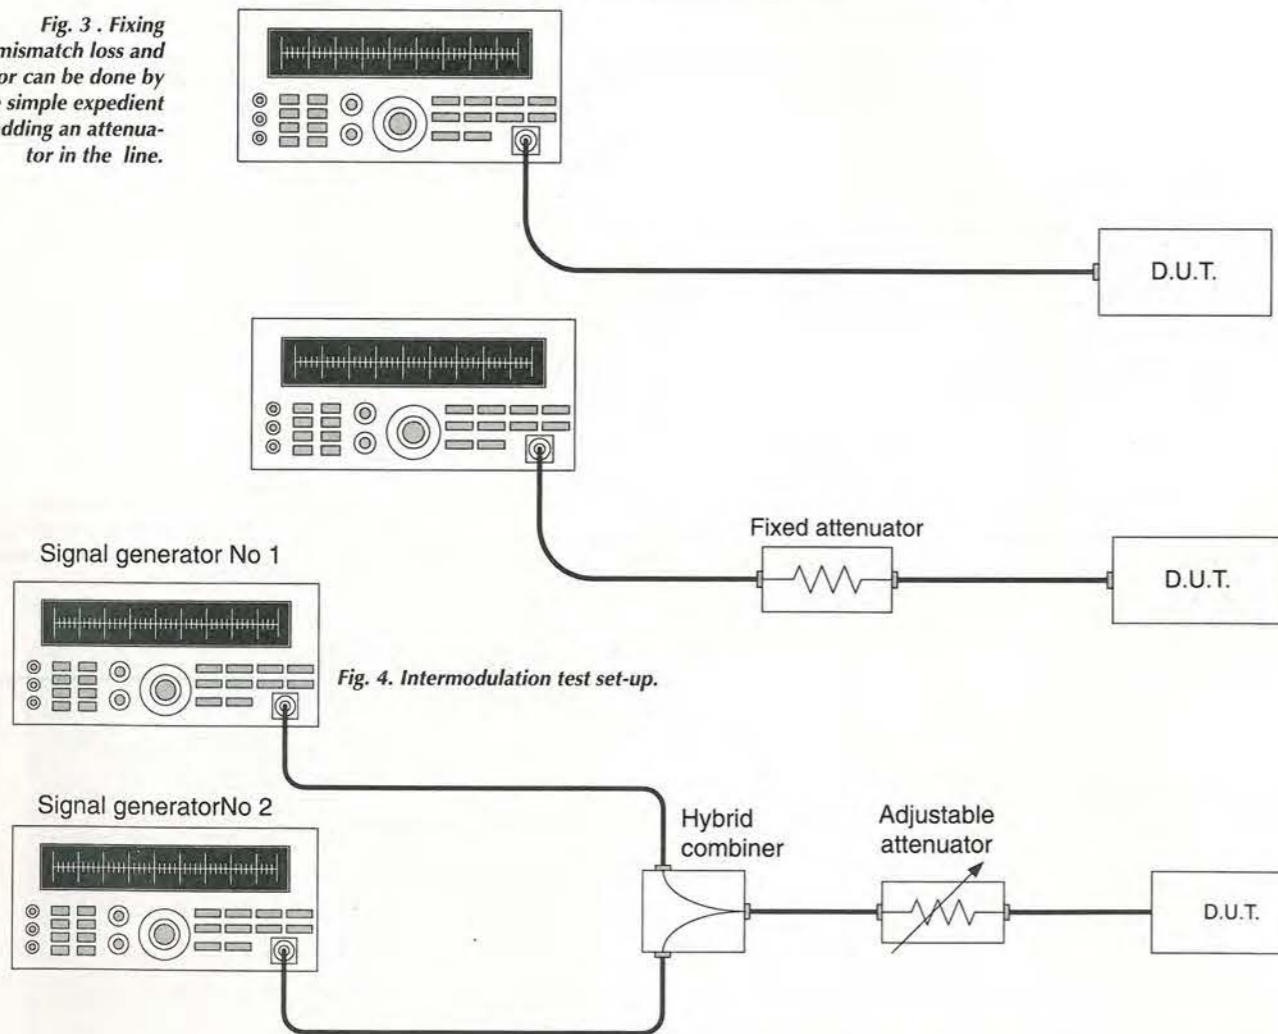 Fig. 3 . Fixing
mismatch loss and
or can be done by
simple expedient
dding an attenua-
tor in the line.
D.U.T.
Fixed attenuator
D.U.T.
Signal generator No 1
Fig. 4. Intermodulation test set-up.
Signal generatorNo 2
Hybrid
combiner
Adjustable
attenuator
D.U.T.